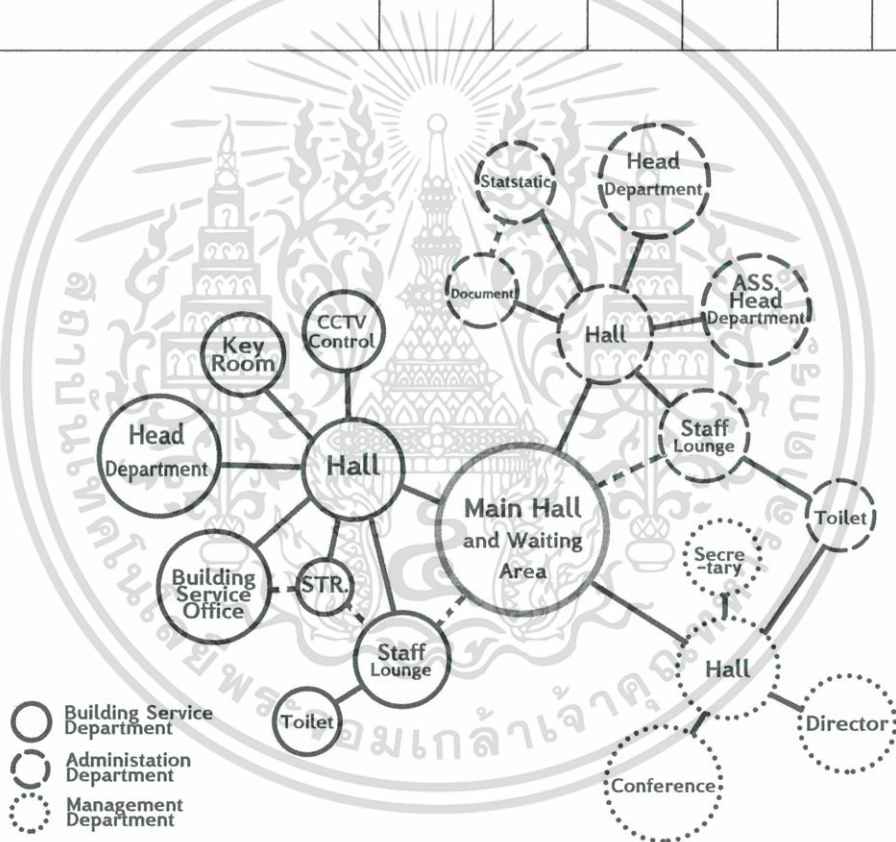 Statstatic
Head
Department
Document
ASS.
Head
Department
Hall
CCTV
Control
Key
Room
Head
Department
Hall
Staff
Lounge
Main Hall
and Waiting
Area
Toilet
Secre
-tary
Building
Service
Office
STR.
Staff
Lounge
Hall
Toilet
Director
Conference
Building Service
Department
Administation
Department
Management
Department